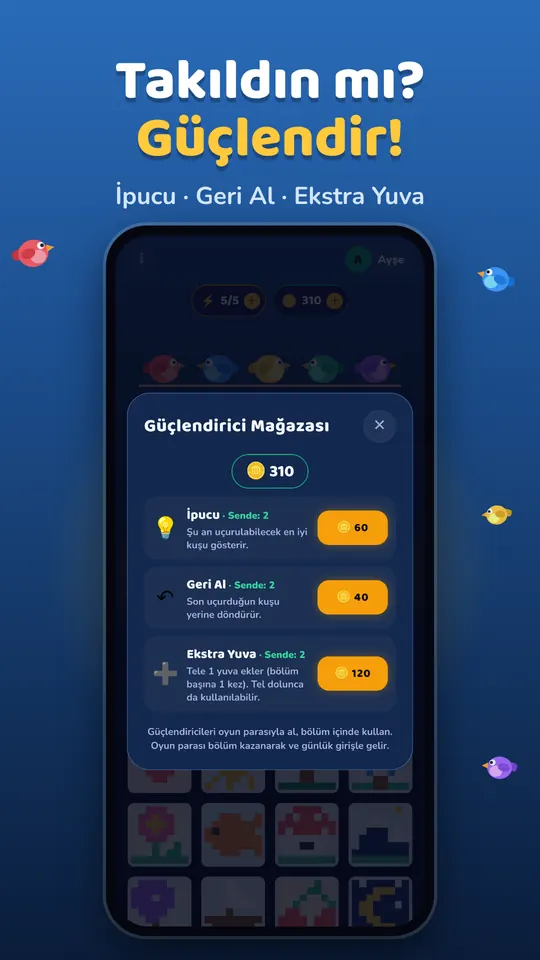 Takıldın mı?
Güçlendir!
İpucu · Geri Al · Ekstra Yuva
A Ayşe
5/5 + 310 +
Güçlendirici Mağazası ×
310
İpucu · Sende: 2
Şu an uçurulabilecek en iyi
kuşu gösterir.
60
Geri Al · Sende: 2
Son uçurduğun kuşu
yerine döndürür.
40
Ekstra Yuva · Sende: 2
Tele 1 yuva ekler (bölüm
başına 1 kez). Tel dolunca
da kullanılabilir.
120
Güçlendiricileri oyun parasıyla al, bölüm içinde kullan.
Oyun parası bölüm kazanarak ve günlük girişle gelir.